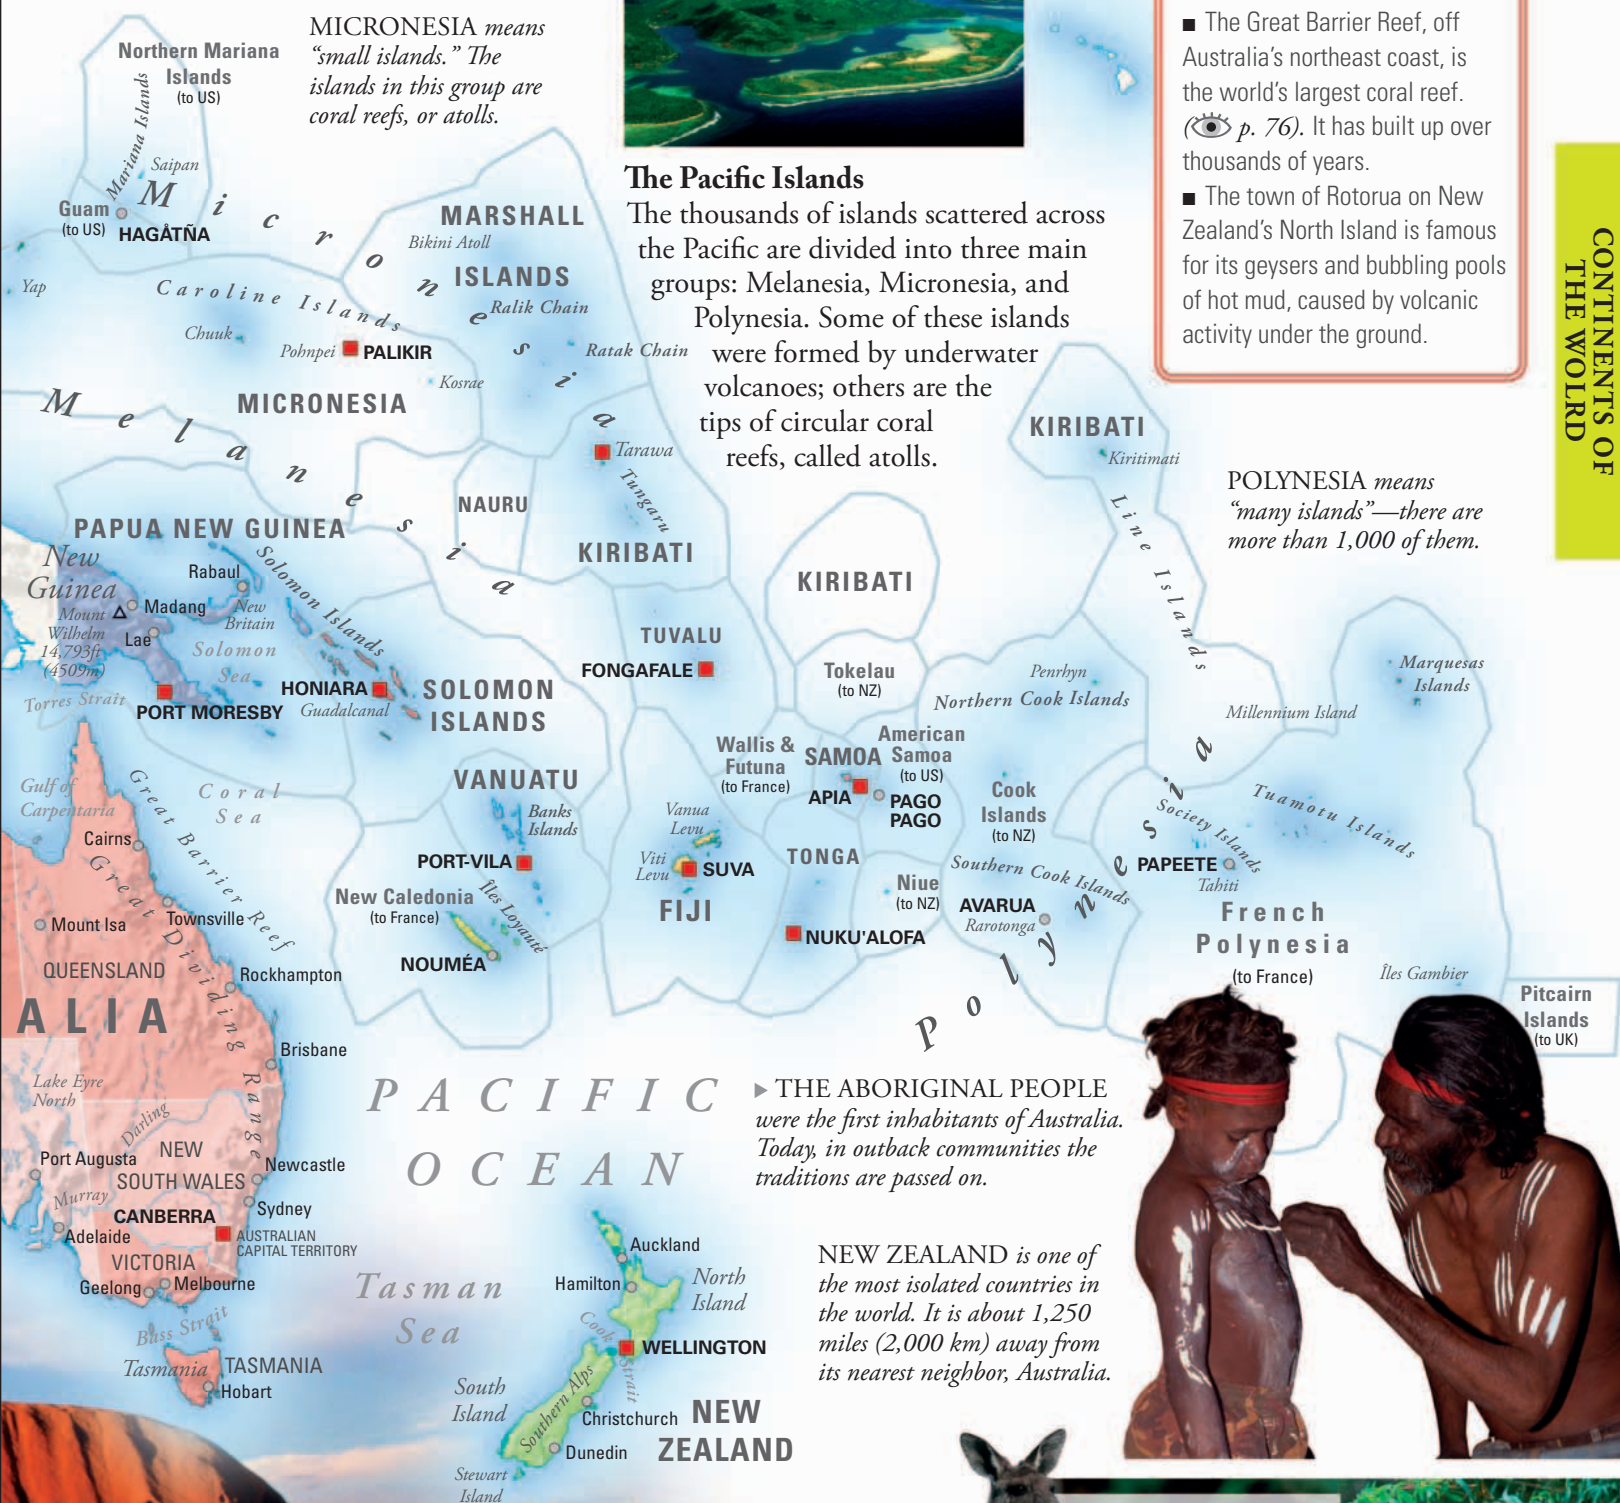 MICRONESIA means
“small islands.” The
islands in this group are
coral reefs, or atolls.
The Pacific Islands
The thousands of islands scattered across
the Pacific are divided into three main
groups: Melanesia, Micronesia, and
Polynesia. Some of these islands
were formed by underwater
volcanoes; others are the
tips of circular coral
reefs, called atolls.
■ The Great Barrier Reef, off
Australia’s northeast coast, is
the world’s largest coral reef.
( p. 76). It has built up over
thousands of years.
■ The town of Rotorua on New
Zealand’s North Island is famous
for its geysers and bubbling pools
of hot mud, caused by volcanic
activity under the ground.
CONTINENTS OF
THE WOLRD
POLYNESIA means
“many islands”—there are
more than 1,000 of them.
Northern Mariana
Islands
(to US)
Mariana Islands
Saipan
Guam
(to US)
HAGÅTÑA
Micronesia
MARSHALL
ISLANDS
Bikini Atoll
Ralik Chain
Ratak Chain
Yap
Caroline Islands
Chuuk
Pohnpei
PALIKIR
Kosrae
MICRONESIA
Melanesia
Tarawa
Tungaru
KIRIBATI
NAURU
KIRIBATI
KIRIBATI
Kiritimati
Line Islands
PAPUA NEW GUINEA
New
Guinea
Rabaul
Solomon Islands
Mount
Wilhelm
14,793ft
(4509m)
Madang
New
Britain
Lae
Solomon
Sea
Torres Strait
PORT MORESBY
HONIARA
Guadalcanal
SOLOMON
ISLANDS
TUVALU
FONGAFALE
Tokelau
(to NZ)
Penrhyn
Northern Cook Islands
Millennium Island
Marquesas
Islands
Wallis &
Futuna
(to France)
SAMOA
APIA
American
Samoa
(to US)
PAGO
PAGO
Cook
Islands
(to NZ)
Southern Cook Islands
Society Islands
Tuamotu Islands
PAPEETE
Tahiti
French
Polynesia
(to France)
Îles Gambier
Pitcairn
Islands
(to UK)
Polynesia
VANUATU
Banks
Islands
PORT-VILA
New Caledonia
(to France)
Îles Loyauté
NOUMÉA
Vanua
Levu
Viti
Levu
SUVA
FIJI
TONGA
NUKU'ALOFA
Niue
(to NZ)
AVARUA
Rarotonga
Gulf of
Carpentaria
Coral
Sea
Great Barrier Reef
Cairns
Great Dividing Range
Townsville
Mount Isa
QUEENSLAND
Rockhampton
ALIA
Brisbane
Lake Eyre
North
Darling
NEW
SOUTH WALES
Port Augusta
Newcastle
Murray
Sydney
CANBERRA
AUSTRALIAN
CAPITAL TERRITORY
Adelaide
VICTORIA
Geelong
Melbourne
Bass Strait
Tasmania
TASMANIA
Hobart
PACIFIC
OCEAN
Tasman
Sea
Auckland
Hamilton
North
Island
Cook Strait
WELLINGTON
South
Island
Southern Alps
Christchurch
Dunedin
NEW
ZEALAND
Stewart
Island
▶ THE ABORIGINAL PEOPLE
were the first inhabitants of Australia.
Today, in outback communities the
traditions are passed on.
NEW ZEALAND is one of
the most isolated countries in
the world. It is about 1,250
miles (2,000 km) away from
its nearest neighbor, Australia.